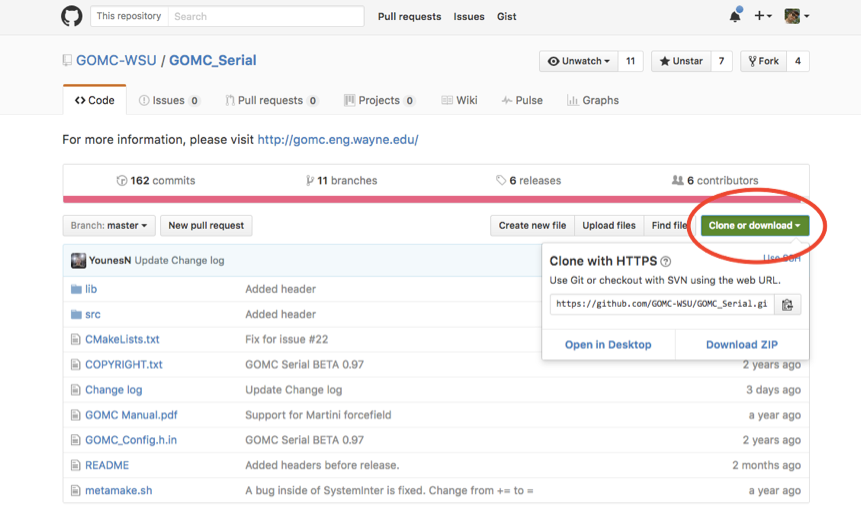 This repository Search Pull requests Issues Gist
GOMC-WSU / GOMC_Serial Unwatch 11 Unstar 7 Fork 4
Code Issues 0 Pull requests 0 Projects 0 Wiki Pulse Graphs
For more information, please visit http://gomc.eng.wayne.edu/
162 commits 11 branches 6 releases 6 contributors
Branch: master New pull request Create new file Upload files Find file Clone or download
YounesN Update Change log
Clone with HTTPS ? Use SSH
Use Git or checkout with SVN using the web URL.
https://github.com/GOMC-WSU/GOMC_Serial.gi
Open in Desktop Download ZIP
lib Added header
src Added header
CMakeLists.txt Fix for issue #22
COPYRIGHT.txt GOMC Serial BETA 0.97 2 years ago
Change log Update Change log 3 days ago
GOMC Manual.pdf Support for Martini forcefield a year ago
GOMC_Config.h.in GOMC Serial BETA 0.97 2 years ago
README Added headers before release. 2 months ago
metamake.sh A bug inside of SystemInter is fixed. Change from += to = a year ago